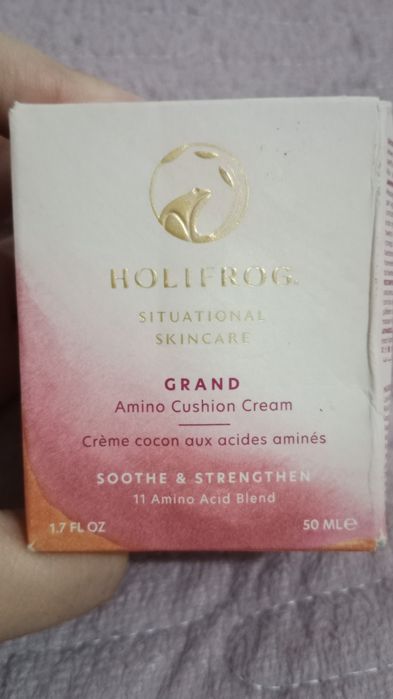 HOLIFROG®
SITUATIONAL
SKINCARE
GRAND
Amino Cushion Cream
Crème cocon aux acides aminés
SOOTHE & STRENGTHEN
11 Amino Acid Blend
1.7 FL OZ 50 ML℮